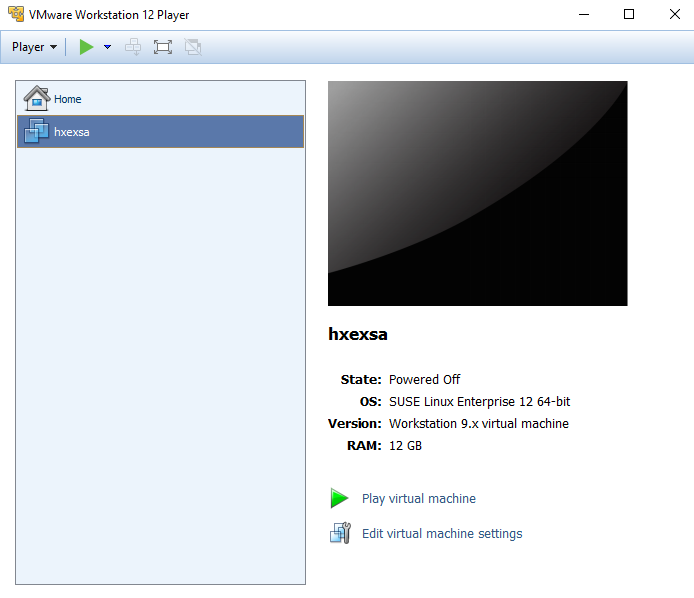 VMware Workstation 12 Player
Player
Home
hxexsa
hxexsa
State: Powered Off
OS: SUSE Linux Enterprise 12 64-bit
Version: Workstation 9.x virtual machine
RAM: 12 GB
Play virtual machine
Edit virtual machine settings